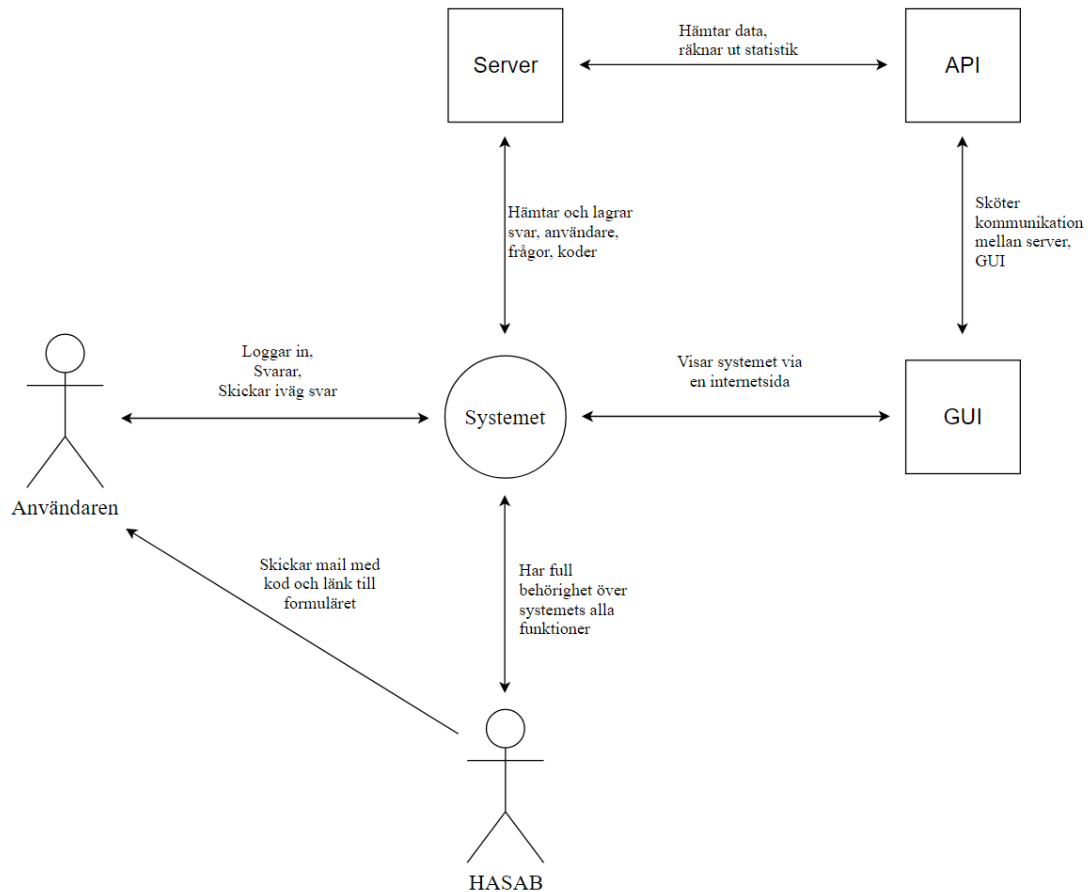 Hämtar data,
räknar ut statistik
Server
API
Hämtar och lagrar
svar, användare,
frågor, koder
Sköter
kommunikation
mellan server,
GUI
Loggar in,
Svarar,
Skickar iväg svar
Visar systemet via
en internetsida
Systemet
GUI
Användaren
Skickar mail med
kod och länk till
formuläret
Har full
behörighet över
systemets alla
funktioner
HASAB